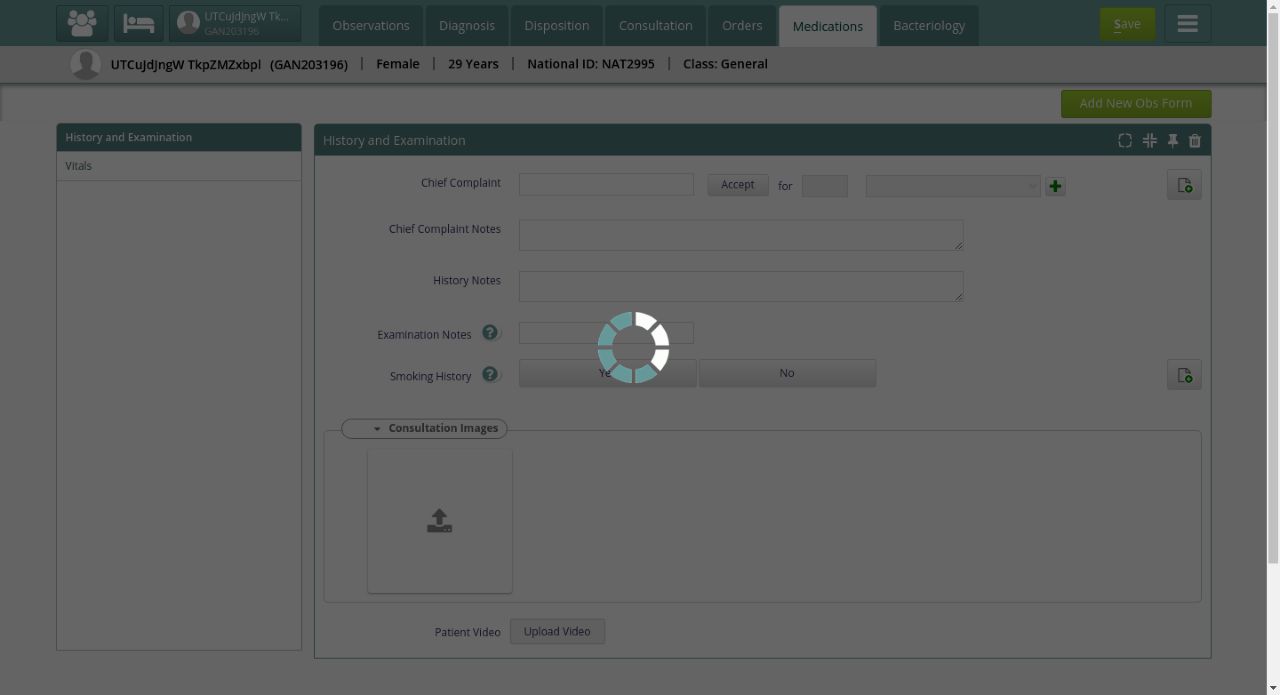 UTCuJdJngW Tk...
GAN203196
Observations
Diagnosis
Disposition
Consultation
Orders
Medications
Bacteriology
Save
UTCuJdJngW TkpZMZxbpl (GAN203196) | Female | 29 Years | National ID: NAT2995 | Class: General
Add New Obs Form
History and Examination
Vitals
History and Examination
Chief Complaint
Accept
for
Chief Complaint Notes
History Notes
Examination Notes
Smoking History
Ye
No
Consultation Images
Patient Video
Upload Video